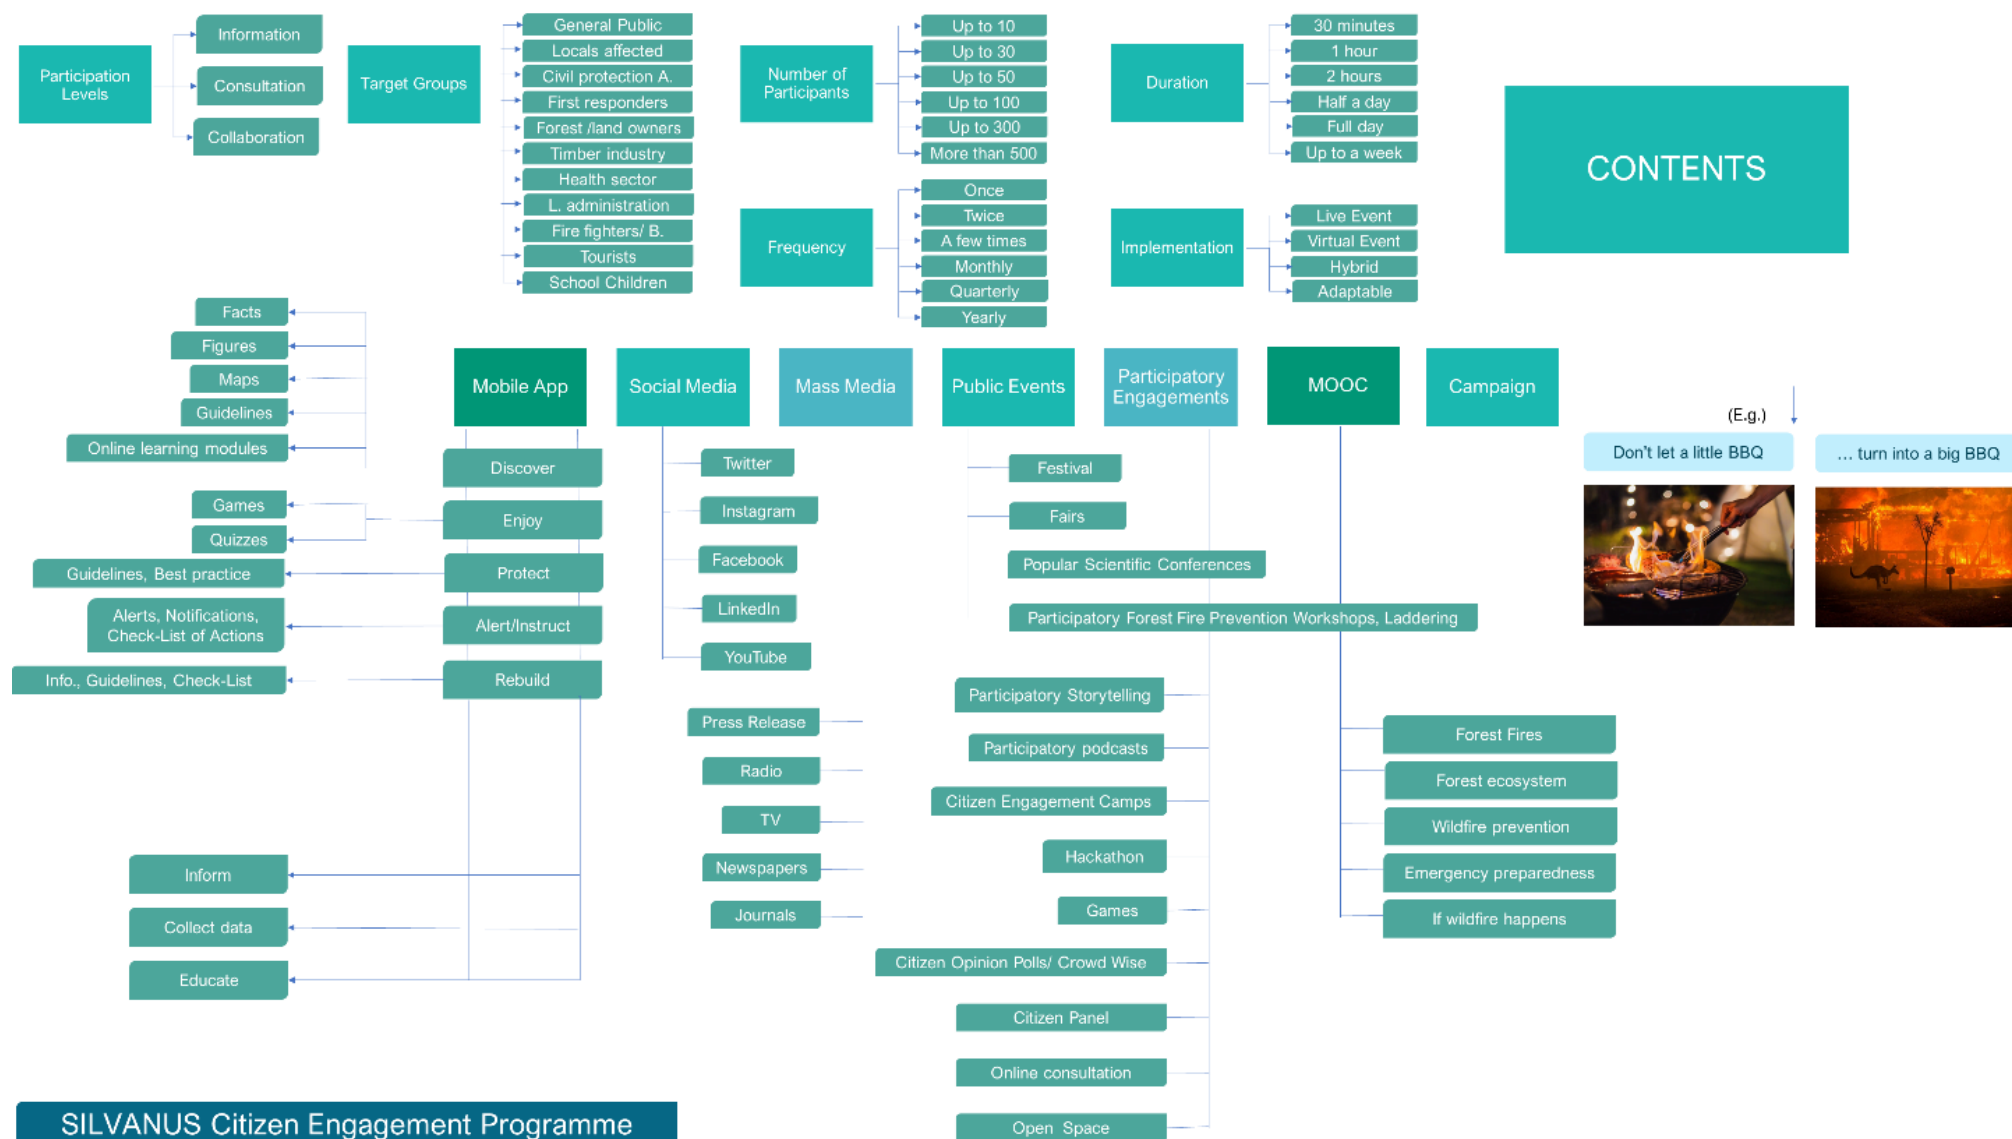 Participation
Levels
Information
Consultation
Collaboration
Target Groups
General Public
Locals affected
Civil protection A.
First responders
Forest /land owners
Timber industry
Health sector
L. administration
Fire fighters/ B.
Tourists
School Children
Number of
Participants
Up to 10
Up to 30
Up to 50
Up to 100
Up to 300
More than 500
Frequency
Once
Twice
A few times
Monthly
Quarterly
Yearly
Duration
30 minutes
1 hour
2 hours
Half a day
Full day
Up to a week
Implementation
Live Event
Virtual Event
Hybrid
Adaptable
CONTENTS
Facts
Figures
Maps
Guidelines
Online learning modules
Games
Quizzes
Guidelines, Best practice
Alerts, Notifications,
Check-List of Actions
Info., Guidelines, Check-List
Inform
Collect data
Educate
Mobile App
Discover
Enjoy
Protect
Alert/Instruct
Rebuild
Social Media
Twitter
Instagram
Facebook
LinkedIn
YouTube
Mass Media
Press Release
Radio
TV
Newspapers
Journals
Public Events
Festival
Fairs
Popular Scientific Conferences
Participatory Forest Fire Prevention Workshops, Laddering
Participatory
Engagements
Participatory Storytelling
Participatory podcasts
Citizen Engagement Camps
Hackathon
Games
Citizen Opinion Polls/ Crowd Wise
Citizen Panel
Online consultation
Open Space
MOOC
Forest Fires
Forest ecosystem
Wildfire prevention
Emergency preparedness
If wildfire happens
Campaign
(E.g.)
Don't let a little BBQ
... turn into a big BBQ
SILVANUS Citizen Engagement Programme